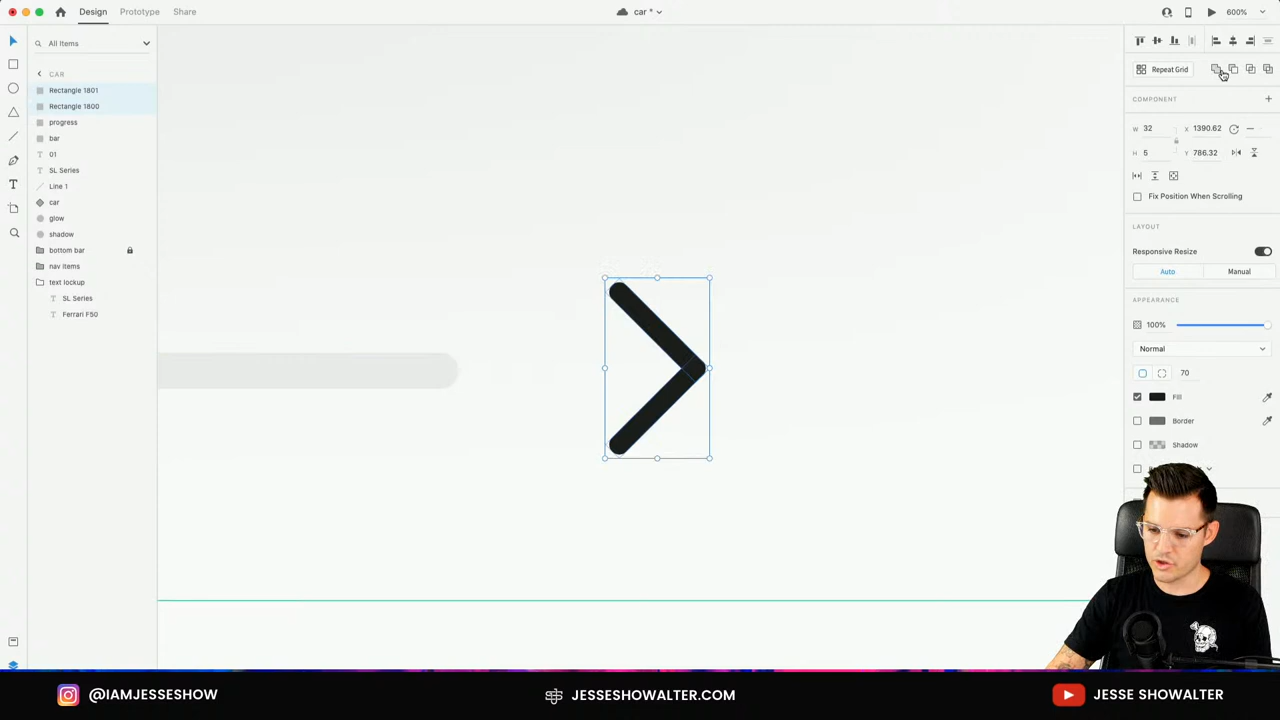 Design
Prototype
Share
car *
600%
All Items
Repeat Grid
CAR
Rectangle 1801
Rectangle 1800
progress
bar
01
SL Series
Line 1
car
glow
shadow
bottom bar
nav items
text lockup
SL Series
Ferrari F50
COMPONENT
W 32
X 1390.62
H 5
Y 786.32
Fix Position When Scrolling
LAYOUT
Responsive Resize
Auto
Manual
APPEARANCE
100%
Normal
70
Fill
Border
Shadow
@IAMJESSESHOW
JESSESHOWALTER.COM
JESSE SHOWALTER